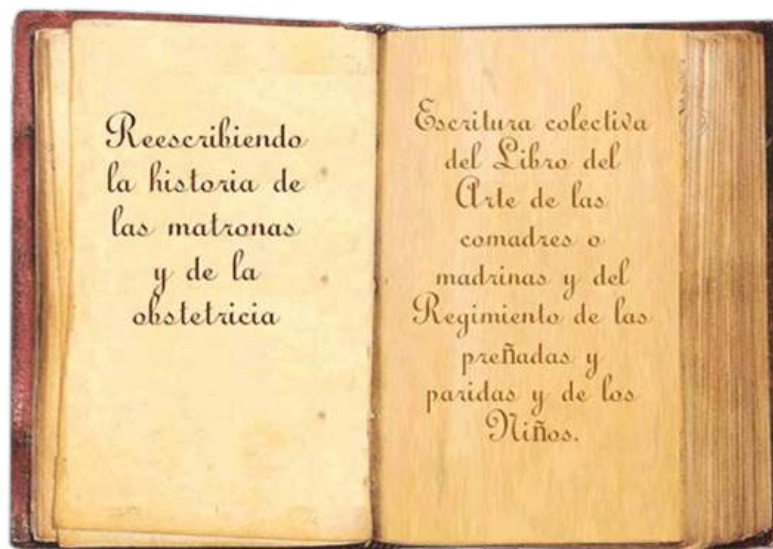 Reescribiendo
la historia de
las matronas
y de la
obstetricia
Escritura colectiva
del Libro del
Arte de las
comadres o
madrinas y del
Regimiento de las
preñadas y
paridas y de los
Niños.